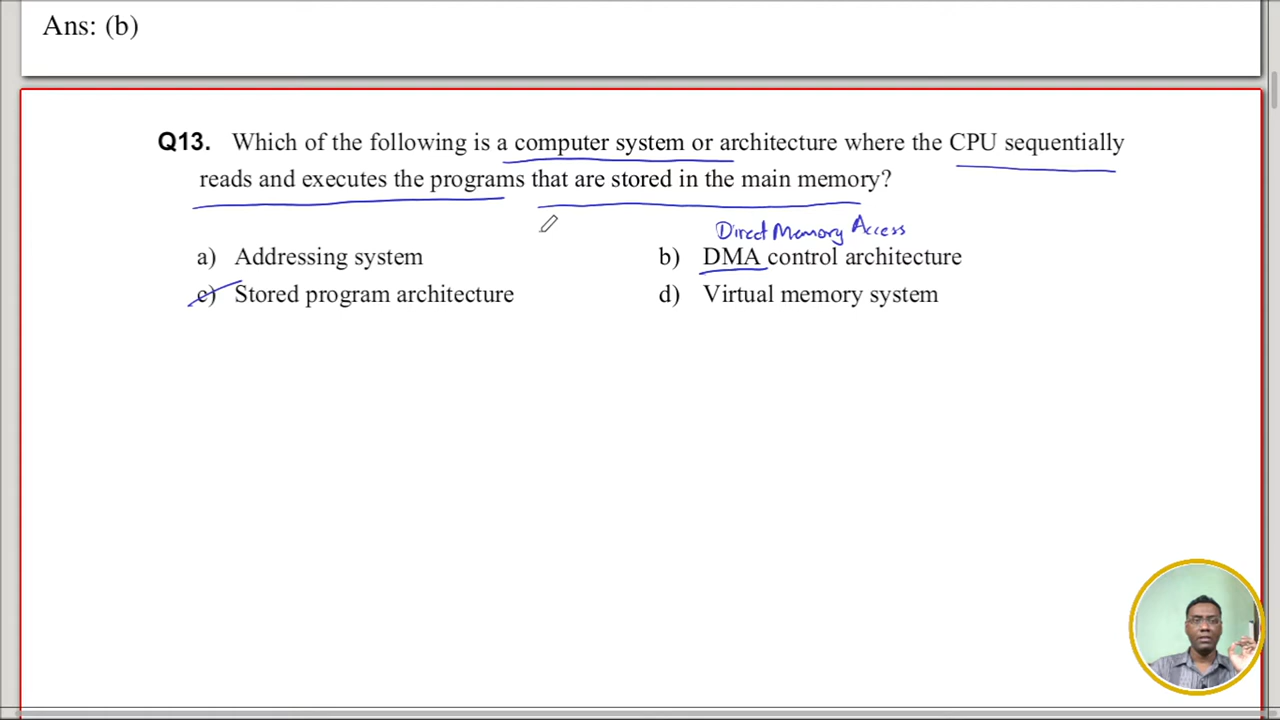 Ans: (b)
Q13. Which of the following is a computer system or architecture where the CPU sequentially
reads and executes the programs that are stored in the main memory?
Direct Memory Access
a) Addressing system b) DMA control architecture
c) Stored program architecture d) Virtual memory system